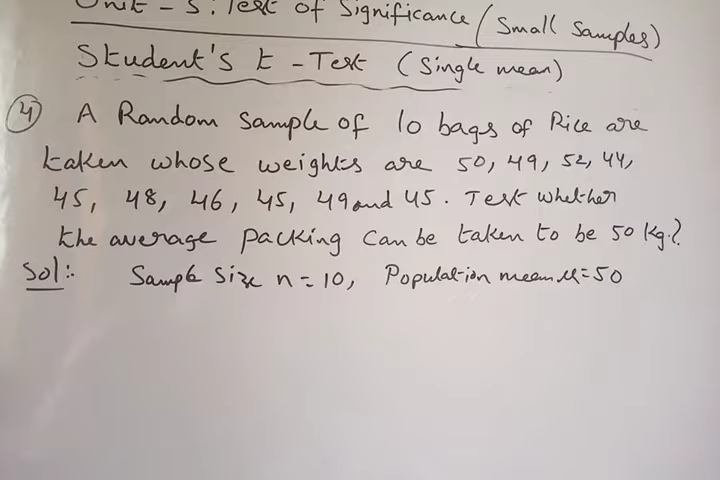 Unit - 5: Test of Significance (Small Samples)
Student's t - Test (Single mean)
4 A Random Sample of 10 bags of Rice are
taken whose weights are 50, 49, 52, 44,
45, 48, 46, 45, 49 and 45. Test whether
the average packing can be taken to be 50 kg.?
Sol:. Sample Size n = 10, Population mean μ = 50